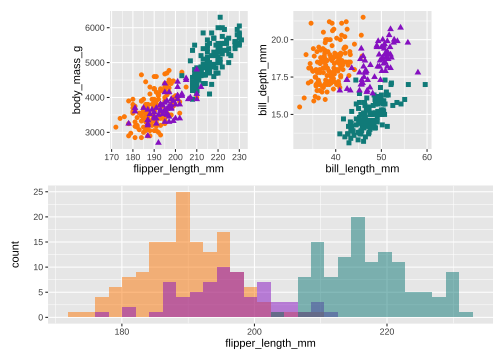 6000
5000
4000
3000
body_mass_g
170 180 190 200 210 220 230
flipper_length_mm
20.0
17.5
15.0
bill_depth_mm
40 50 60
bill_length_mm
25
20
15
10
5
0
count
180 200 220
flipper_length_mm